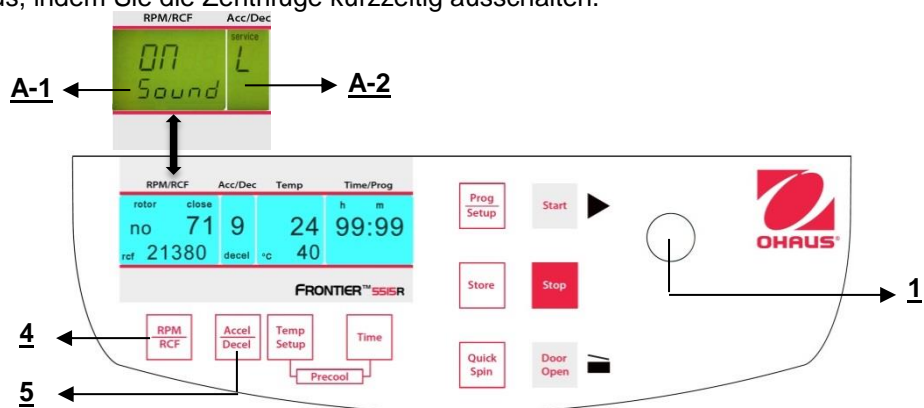 us, indem Sie die Zentrifuge kurzzeitig ausschalten.
RPM/RCF Acc/Dec
service
ON L
Sound
A-1 A-2
RPM/RCF Acc/Dec Temp Time/Prog
rotor close h m
no 71 9 24 99:99
rcf 21380 decel °C 40
FRONTIER™ 5515R
Prog
Setup
Start
OHAUS®
Store
Stop
1
4
RPM
RCF
Accel
Decel
Temp
Setup
Time
Precool
Quick
Spin
Door
Open
5